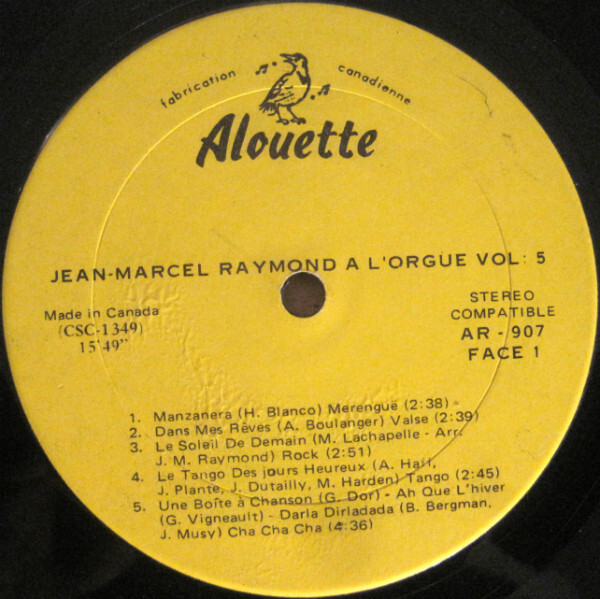 fabrication canadienne
Alouette
JEAN-MARCEL RAYMOND A L'ORGUE VOL: 5
Made in Canada
(CSC-1349)
15'49"
STEREO
COMPATIBLE
AR - 907
FACE 1
1. Manzanera (H. Blanco) Merengue (2:38)
2. Dans Mes Rêves (A. Boulanger) Valse (2:39)
3. Le Soleil De Demain (M. Lachapelle - Arr.
J. M. Raymond) Rock (2:51)
4. Le Tango Des jours Heureux (A. Half,
J. Plante, J. Dutailly, M. Harden) Tango (2:45)
5. Une Boîte à Chanson (G. Dor) - Ah Que L'hiver
(G. Vigneault) - Darla Dirladada (B. Bergman,
J. Musy) Cha Cha Cha (4:36)